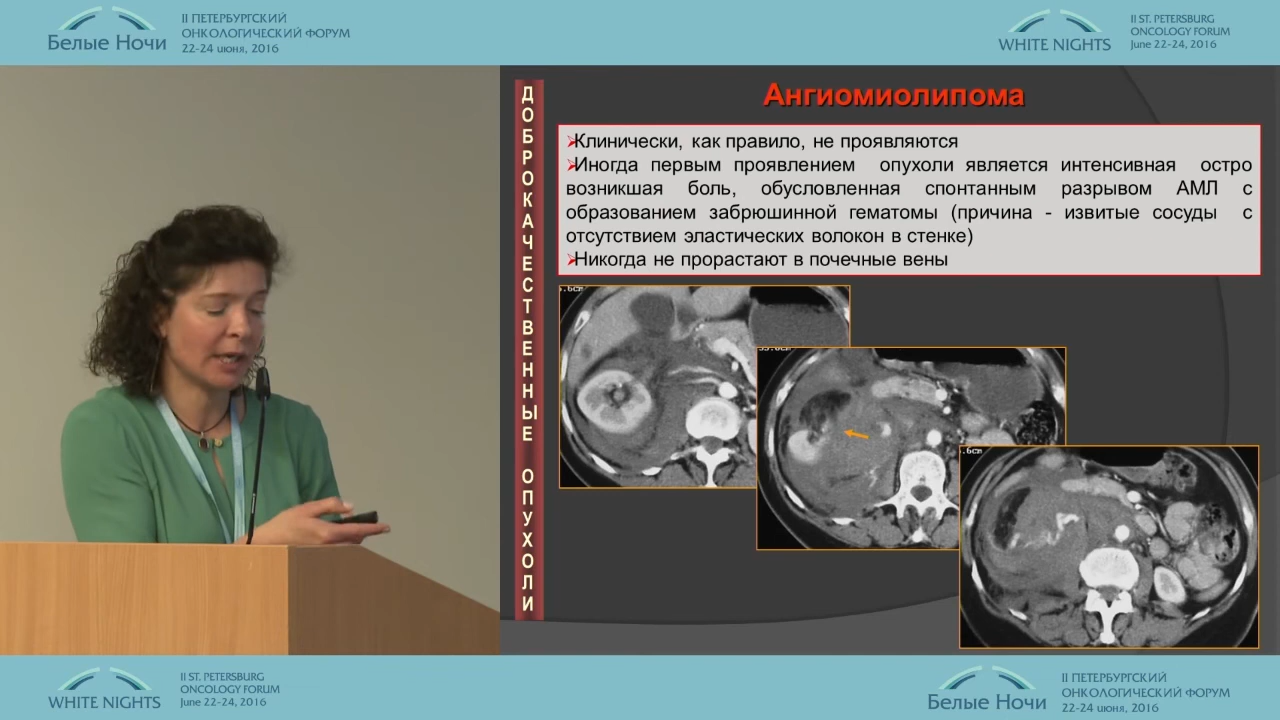 II ПЕТЕРБУРГСКИЙ
ОНКОЛОГИЧЕСКИЙ ФОРУМ
Белые Ночи
22-24 июня, 2016
II ST. PETERSBURG
ONCOLOGY FORUM
WHITE NIGHTS
June 22-24, 2016
ДОБРОКАЧЕСТВЕННЫЕ ОПУХОЛИ
Ангиомиолипома
Клинически, как правило, не проявляются
Иногда первым проявлением опухоли является интенсивная остро
возникшая боль, обусловленная спонтанным разрывом АМЛ с
образованием забрюшинной гематомы (причина - извитые сосуды с
отсутствием эластических волокон в стенке)
Никогда не прорастают в почечные вены
II ST. PETERSBURG
ONCOLOGY FORUM
WHITE NIGHTS
June 22-24, 2016
II ПЕТЕРБУРГСКИЙ
ОНКОЛОГИЧЕСКИЙ ФОРУМ
Белые Ночи
22-24 июня, 2016